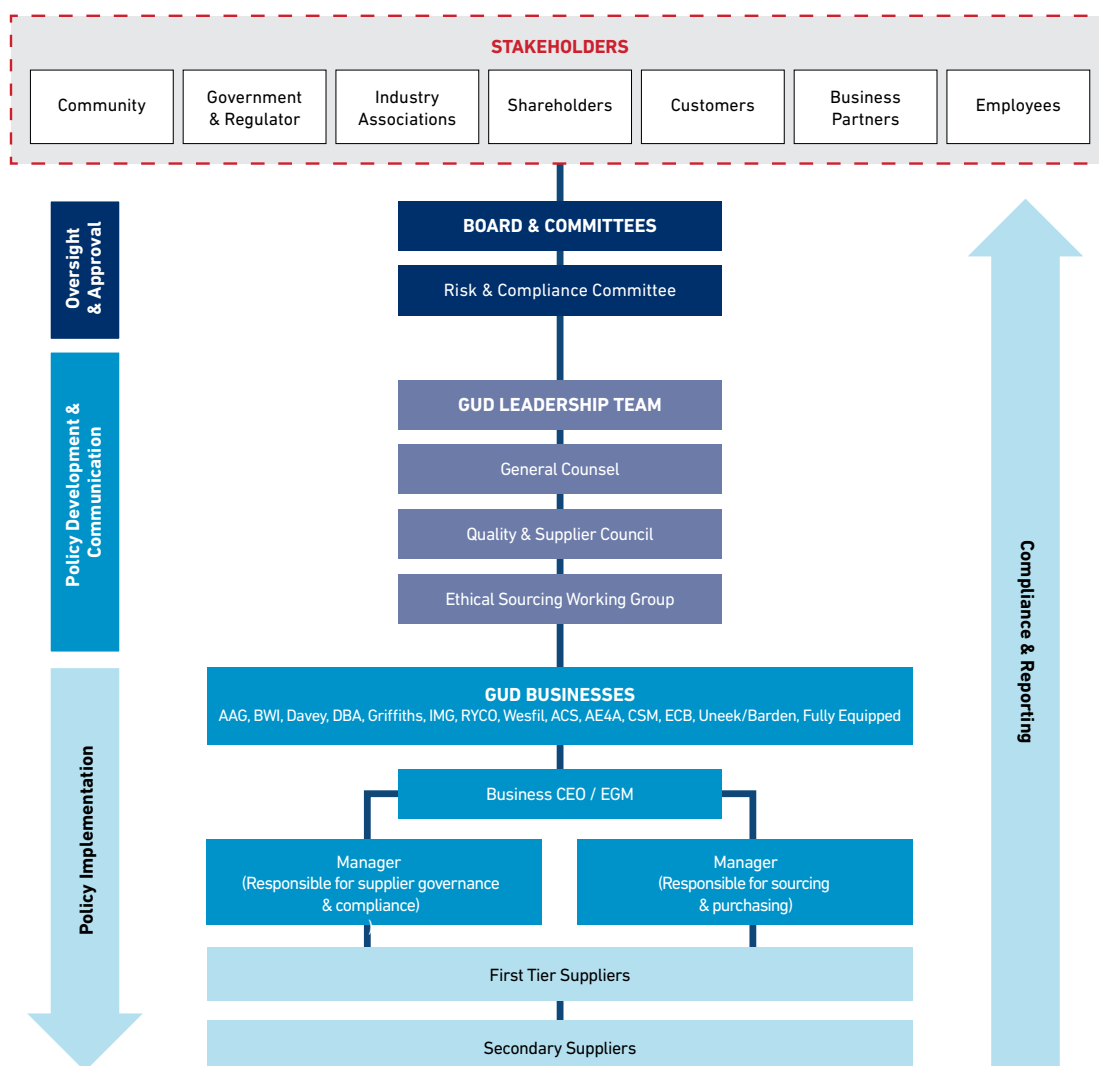 STAKEHOLDERS
Community
Government
& Regulator
Industry
Associations
Shareholders
Customers
Business
Partners
Employees
Oversight
& Approval
BOARD & COMMITTEES
Risk & Compliance Committee
Policy Development &
Communication
GUD LEADERSHIP TEAM
General Counsel
Quality & Supplier Council
Ethical Sourcing Working Group
Compliance & Reporting
Policy Implementation
GUD BUSINESSES
AAG, BWI, Davey, DBA, Griffiths, IMG, RYCO, Wesfil, ACS, AE4A, CSM, ECB, Uneek/Barden, Fully Equipped
Business CEO / EGM
Manager
(Responsible for supplier governance
& compliance)
)
Manager
(Responsible for sourcing
& purchasing)
First Tier Suppliers
Secondary Suppliers